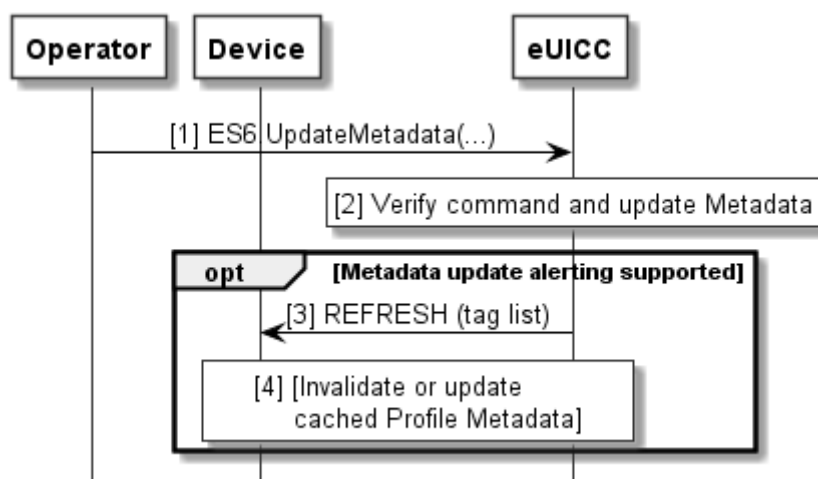 Operator Device eUICC
[1] ES6.UpdateMetadata(...)
[2] Verify command and update Metadata
opt [Metadata update alerting supported]
[3] REFRESH (tag list)
[4] [Invalidate or update
cached Profile Metadata]